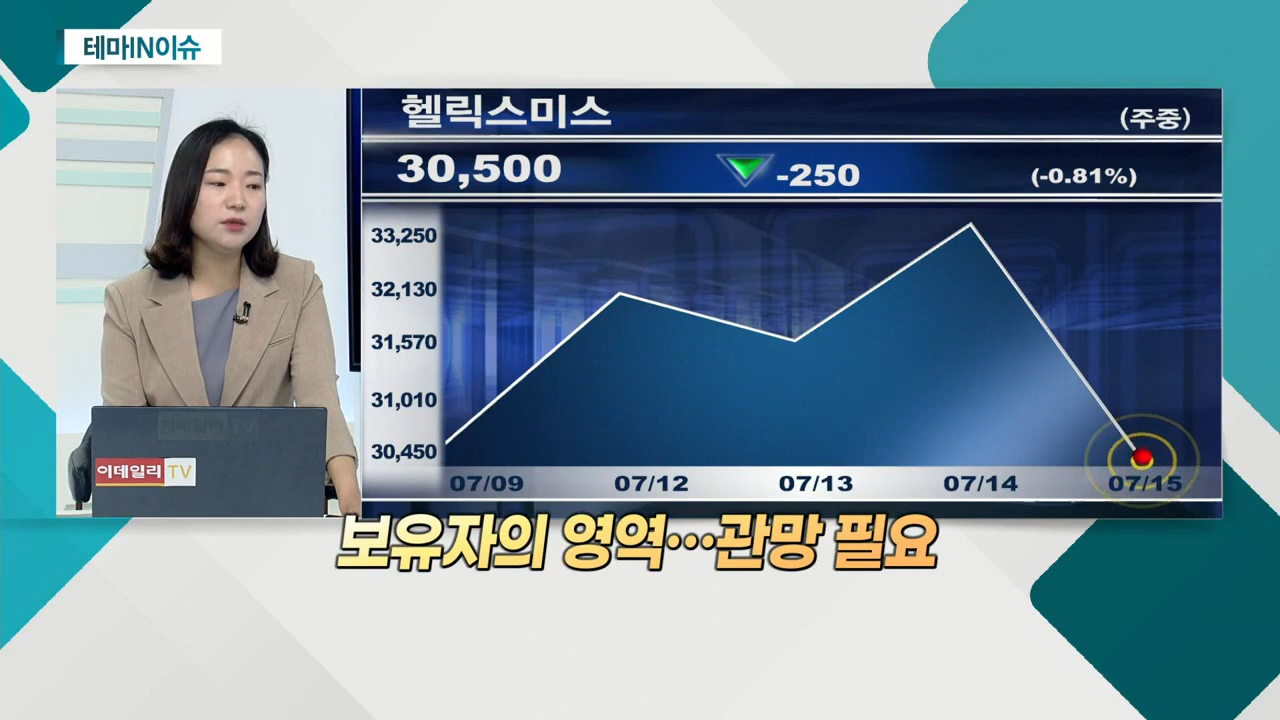 테마IN이슈
헬릭스미스 (주중)
30,500 -250 (-0.81%)
33,250
32,130
31,570
31,010
30,450
07/09 07/12 07/13 07/14 07/15
이데일리TV
보유자의 영역…관망 필요